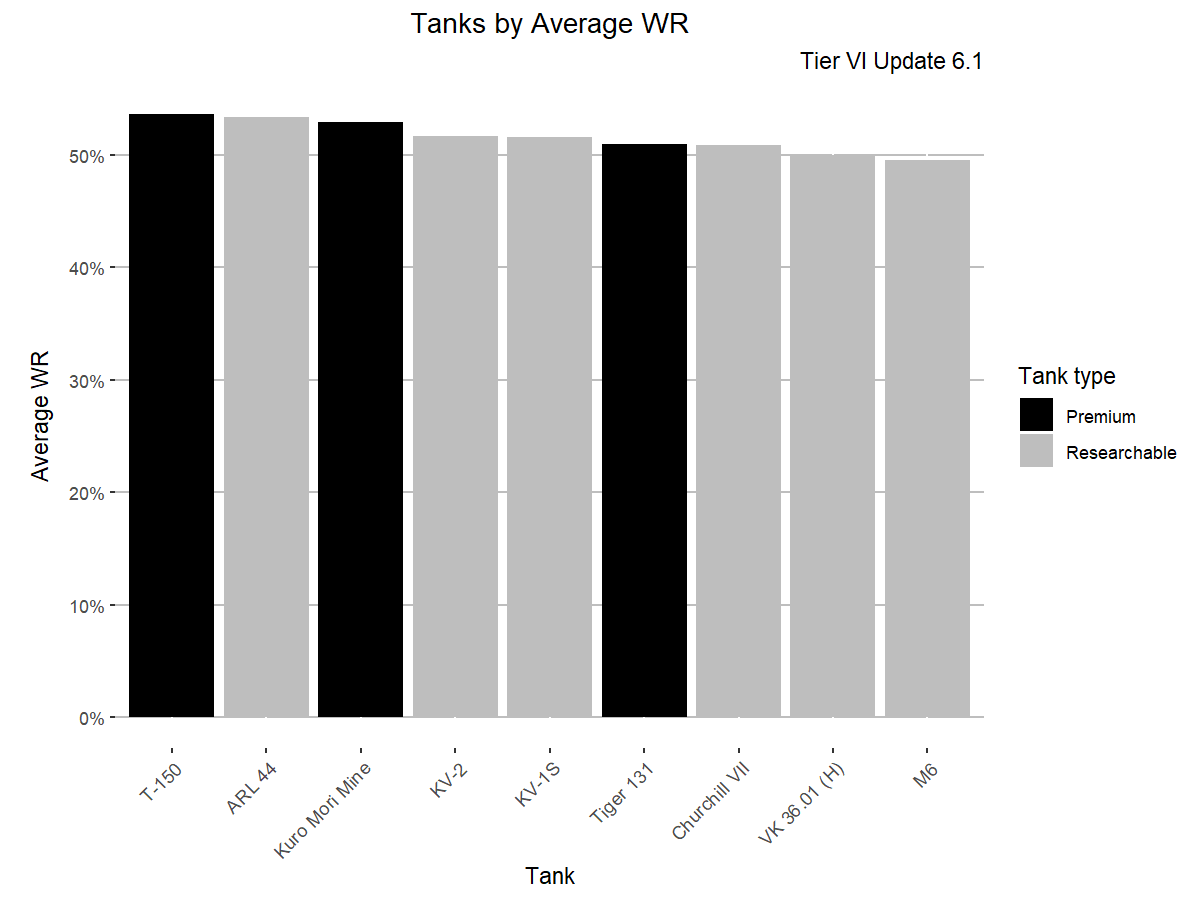 Tanks by Average WR
Tier VI Update 6.1
Average WR
50%
40%
30%
20%
10%
0%
T-150
ARL 44
Kuro Mori Mine
KV-2
KV-1S
Tiger 131
Churchill VII
VK 36.01 (H)
M6
Tank
Tank type
Premium
Researchable